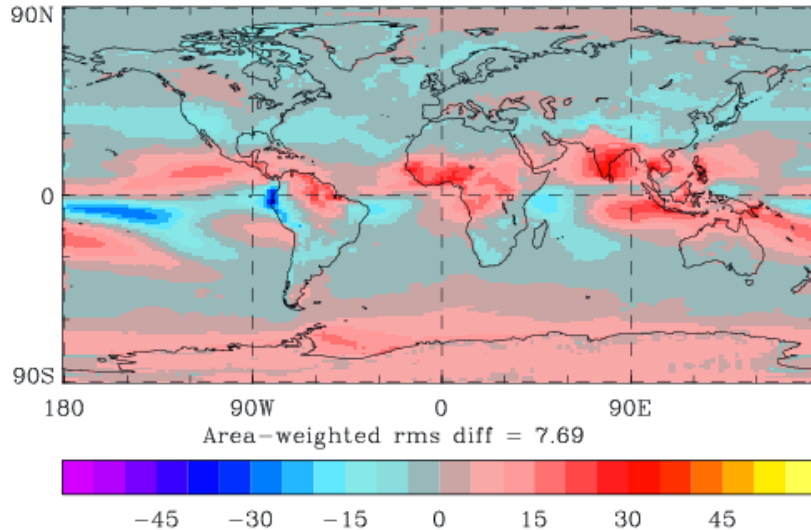 90N
0
90S
180 90W 0 90E
Area-weighted rms diff = 7.69
-45 -30 -15 0 15 30 45